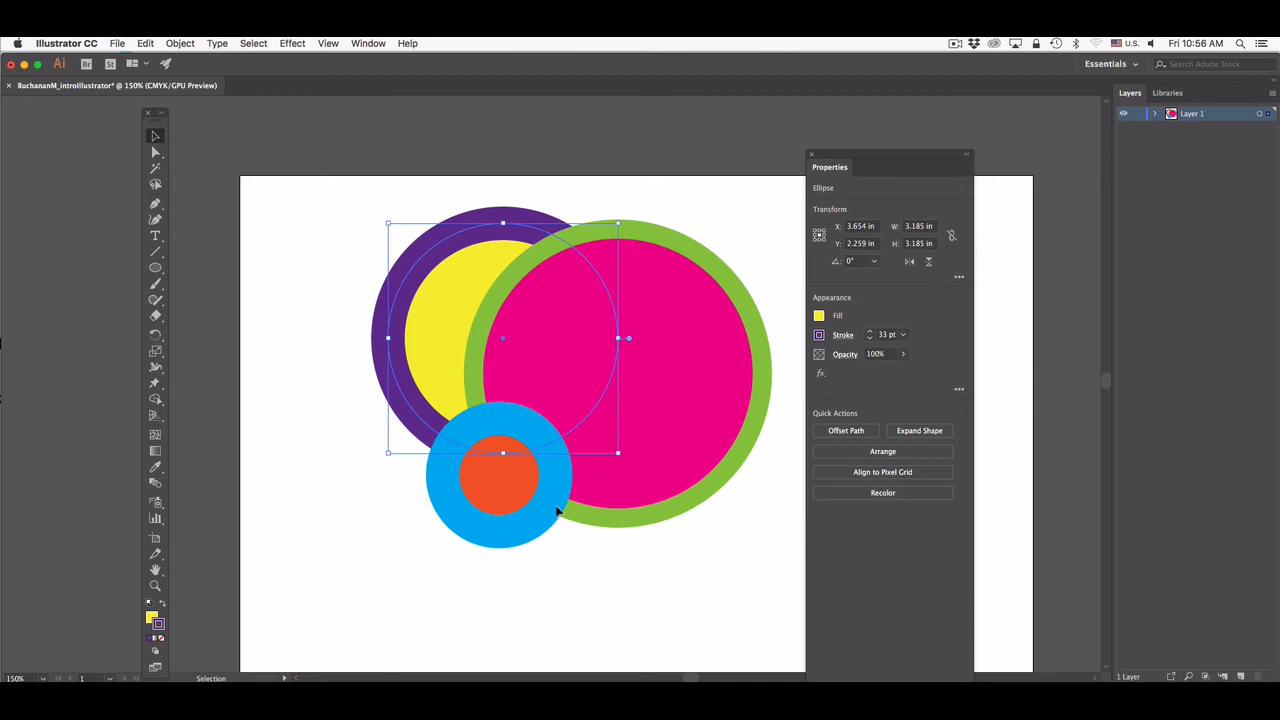 Illustrator CC File Edit Object Type Select Effect View Window Help U.S. Fri 10:56 AM
Ai Br St Essentials Search Adobe Stock
× BuchananM_introIllustrator* @ 150% (CMYK/GPU Preview)
Layers Libraries
Layer 1
Properties
Ellipse
Transform
X: 3.654 in W: 3.185 in
Y: 2.259 in H: 3.185 in
0°
Appearance
Fill
Stroke 33 pt
Opacity 100%
fx.
Quick Actions
Offset Path Expand Shape
Arrange
Align to Pixel Grid
Recolor
150% 1 Selection 1 Layer